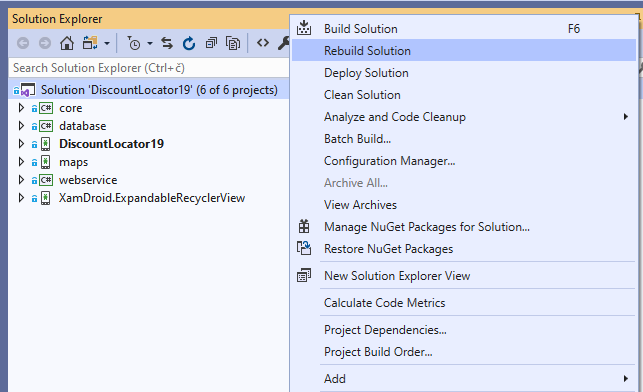 Solution Explorer
Search Solution Explorer (Ctrl+č)
Solution 'DiscountLocator19' (6 of 6 projects)
C# core
C# database
DiscountLocator19
maps
C# webservice
XamDroid.ExpandableRecyclerView
Build Solution F6
Rebuild Solution
Deploy Solution
Clean Solution
Analyze and Code Cleanup
Batch Build...
Configuration Manager...
Archive All...
View Archives
Manage NuGet Packages for Solution...
Restore NuGet Packages
New Solution Explorer View
Calculate Code Metrics
Project Dependencies...
Project Build Order...
Add